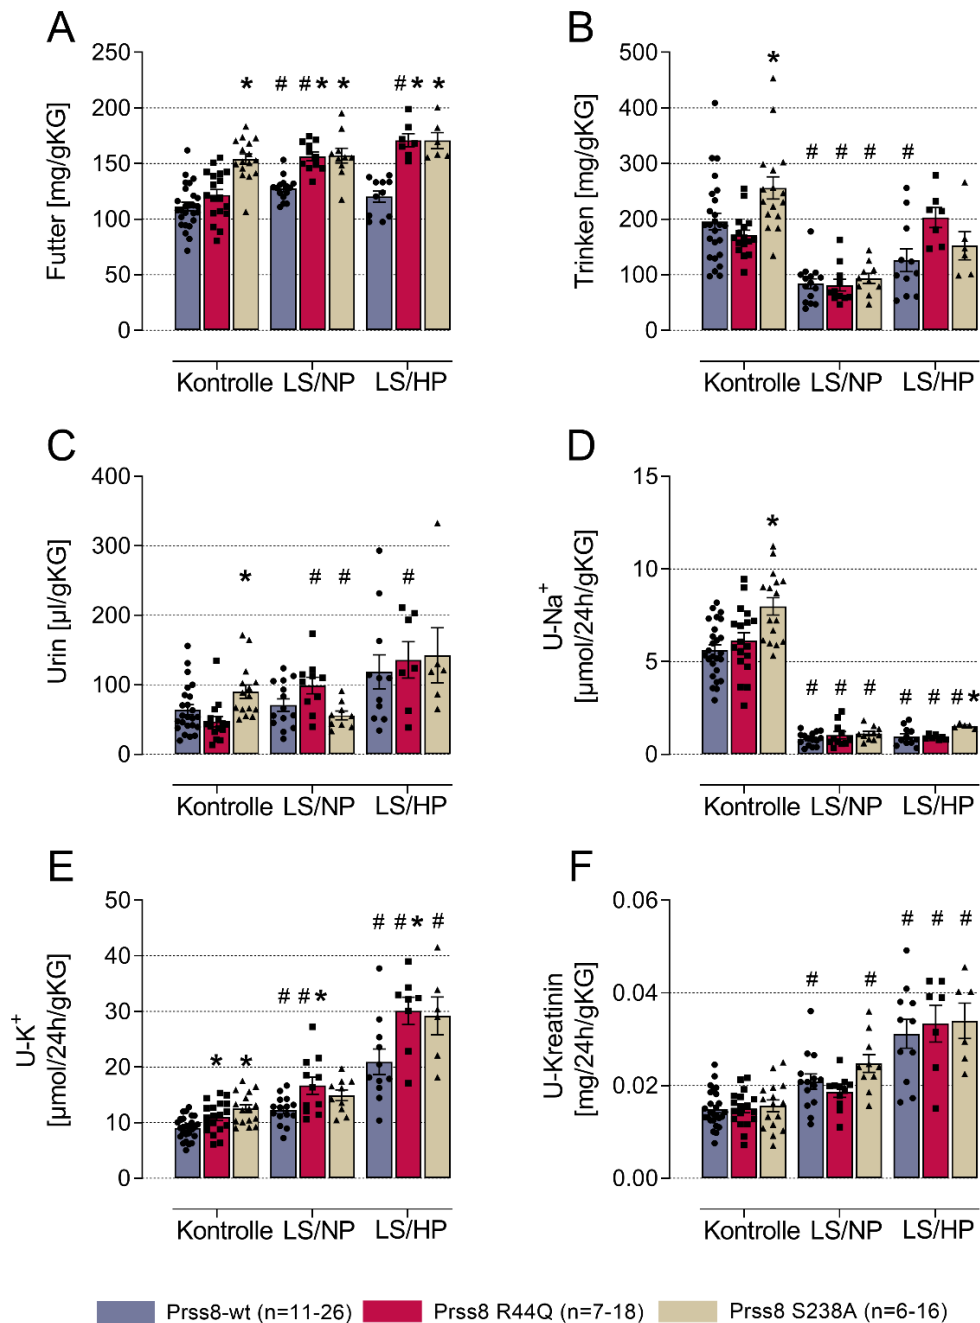 A
Futter [mg/gKG]
250
200
150
100
50
0
* # # * * # * *
Kontrolle LS/NP LS/HP
B
Trinken [mg/gKG]
500
400
300
200
100
0
* # # # #
Kontrolle LS/NP LS/HP
C
Urin [µl/gKG]
400
300
200
100
0
* # # #
Kontrolle LS/NP LS/HP
D
U-Na+
[µmol/24h/gKG]
15
10
5
0
* # # # # # # *
Kontrolle LS/NP LS/HP
E
U-K+
[µmol/24h/gKG]
50
40
30
20
10
0
* * # # * # # * #
Kontrolle LS/NP LS/HP
F
U-Kreatinin
[mg/24h/gKG]
0.06
0.04
0.02
0.00
# # # # #
Kontrolle LS/NP LS/HP
Prss8-wt (n=11-26) Prss8 R44Q (n=7-18) Prss8 S238A (n=6-16)